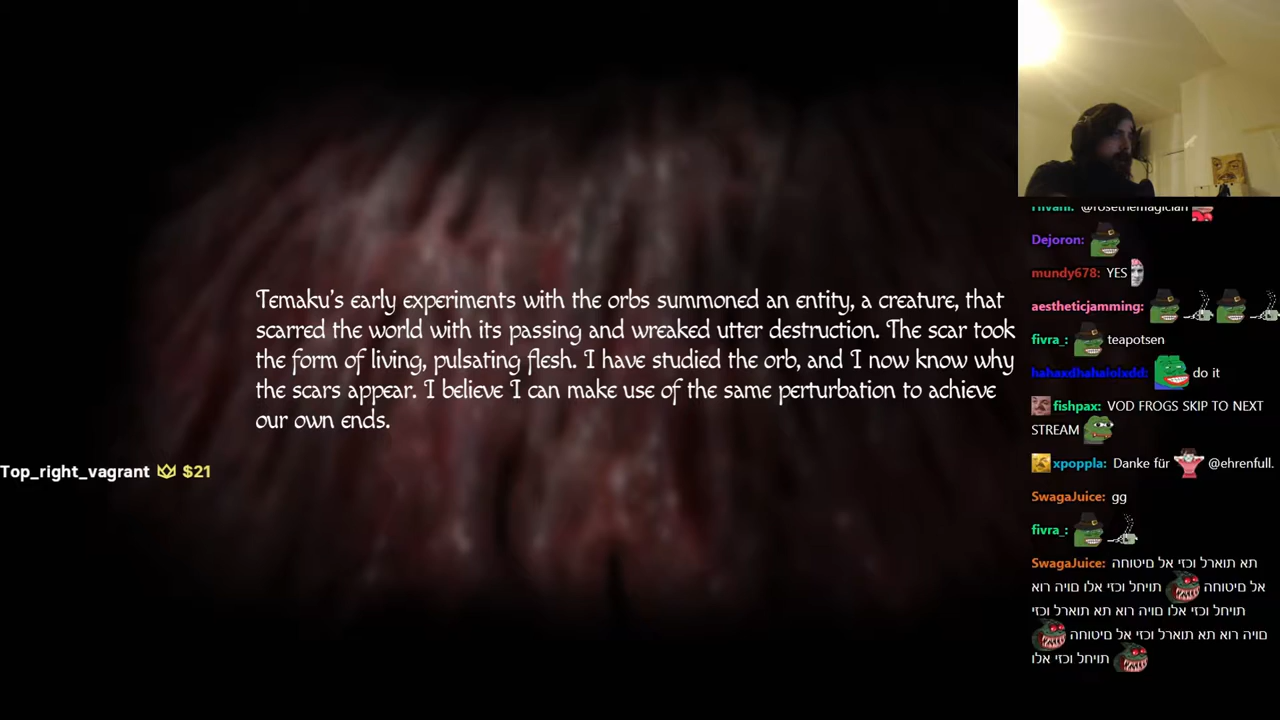 Temaku's early experiments with the orbs summoned an entity, a creature, that
scarred the world with its passing and wreaked utter destruction. The scar took
the form of living, pulsating flesh. I have studied the orb, and I now know why
the scars appear. I believe I can make use of the same perturbation to achieve
our own ends.
Top_right_vagrant $21
@rosethemagician
Dejoron:
mundy678: YES
aestheticjamming:
fivra_: teapotsen
hahaxdhahalolxdd: do it
fishpax: VOD FROGS SKIP TO NEXT
STREAM
xpoppla: Danke für @ehrenfull.
SwagaJuice: gg
fivra_:
SwagaJuice: תא תוארל וכזי אל םיטוחה
תויחל וכזי אלו םויה רוא אל םיטוחה
תויחל וכזי אלו םויה רוא תא תוארל וכזי
םויה רוא תא תוארל וכזי אל םיטוחה
תויחל וכזי אלו